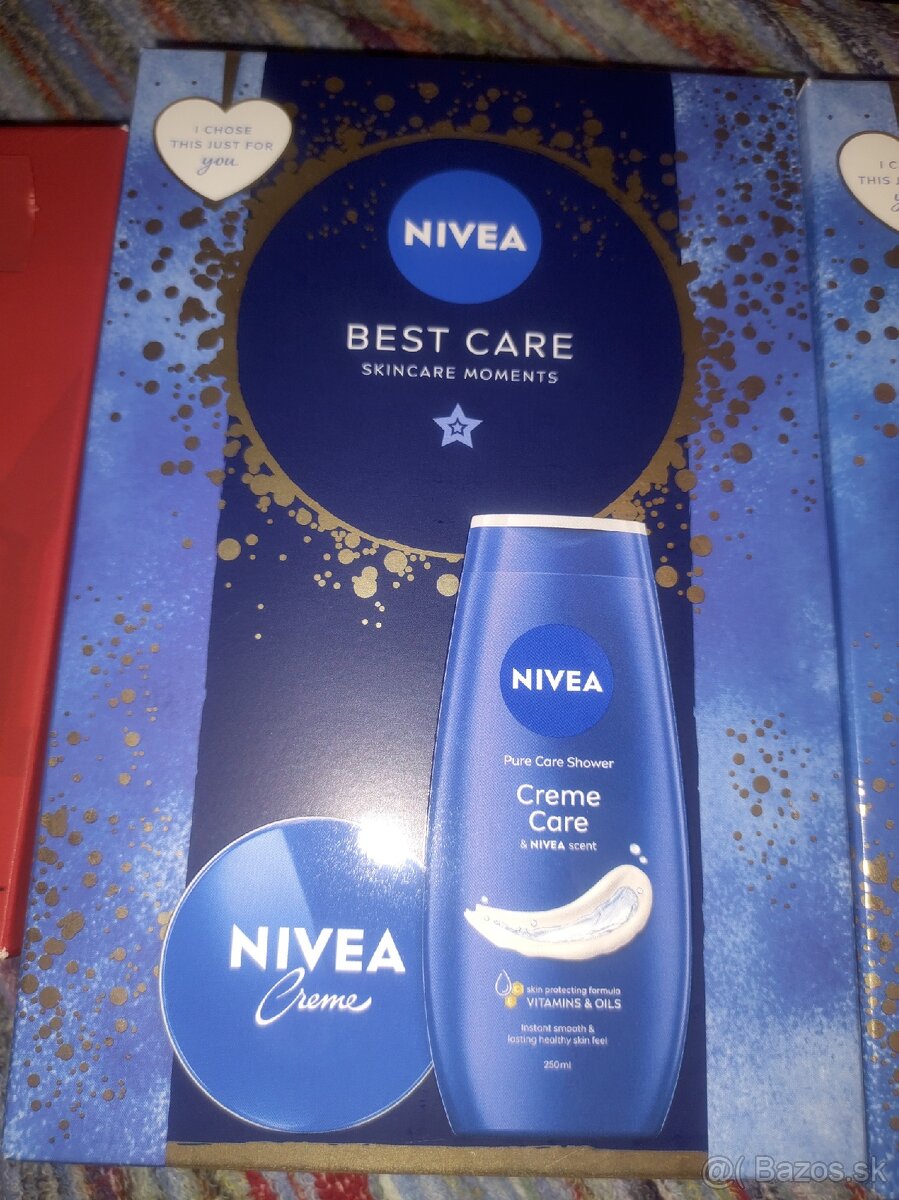 I CHOSE
THIS JUST FOR
you.
NIVEA
BEST CARE
SKINCARE MOMENTS
NIVEA
Pure Care Shower
Creme
Care
& NIVEA scent
skin protecting formula
VITAMINS & OILS
Instant smooth &
lasting healthy skin feel
250ml
NIVEA
Creme
I C
THIS J
@( Bazos.sk